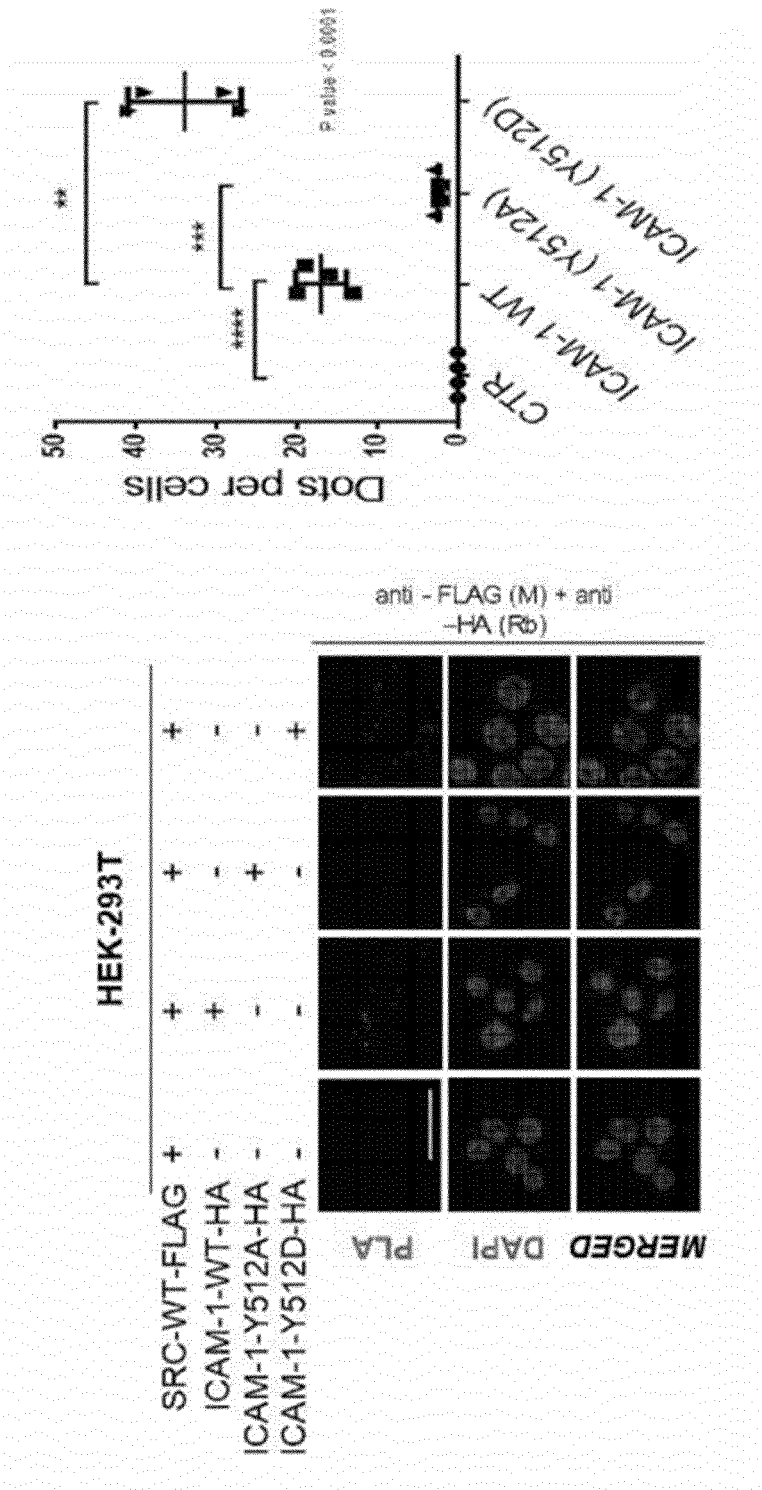 HEK-293T
SRC-WT-FLAG + + + +
ICAM-1-WT-HA - + - -
ICAM-1-Y512A-HA - - + -
ICAM-1-Y512D-HA - - - +
PLA
DAPI
MERGED
anti - FLAG (M) + anti
-HA (Rb)
Dots per cells
50
40
30
20
10
0
**
***
****
P value < 0.0001
CTR
ICAM-1 WT
ICAM-1 (Y512A)
ICAM-1 (Y512D)